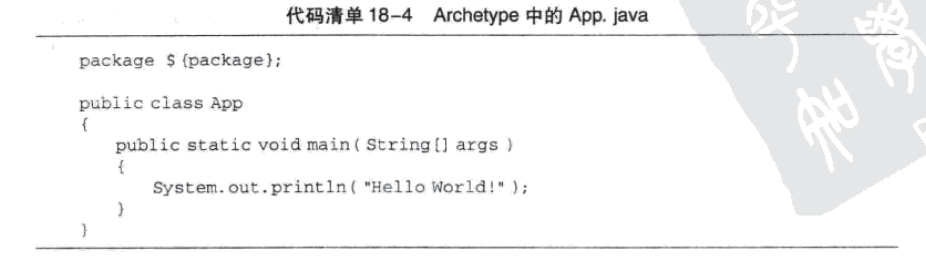 代码清单 18-4 Archetype 中的 App. java
package $ {package};
public class App
{
public static void main( String[] args )
{
System.out.println( "Hello World!" );
}
}